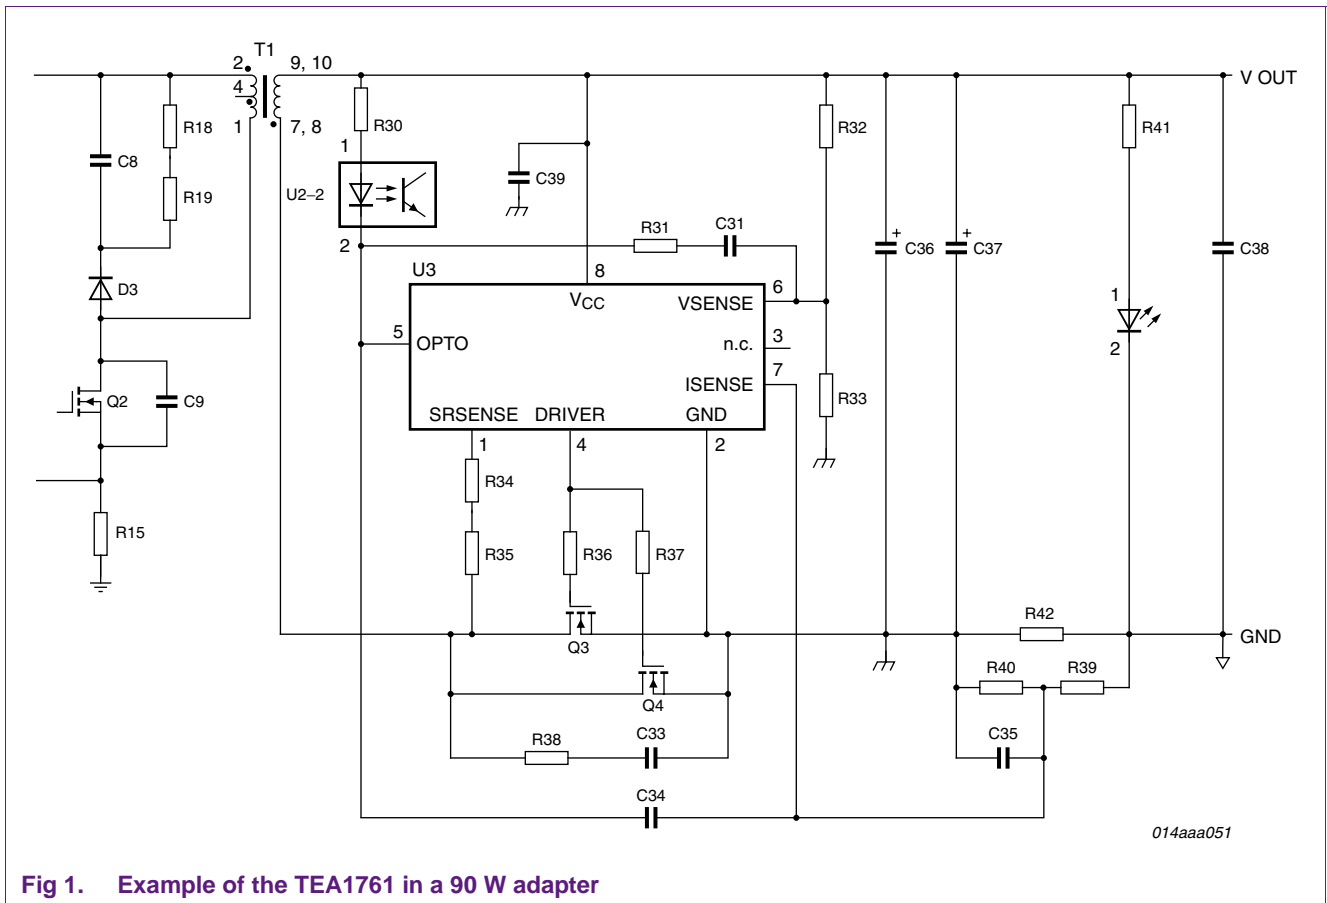 T1
2
9, 10
V OUT
4
1
7, 8
R18
R30
R32
R41
1
C8
C39
R19
U2–2
R31
C31
2
C36
+
C37
+
C38
U3
8
VCC
6
VSENSE
D3
1
5
OPTO
n.c.
3
2
ISENSE
7
Q2
C9
R33
SRSENSE
DRIVER
GND
1
4
2
R34
R15
R35
R36
R37
R42
GND
Q3
R40
R39
Q4
R38
C33
C35
C34
014aaa051
Fig 1. Example of the TEA1761 in a 90 W adapter